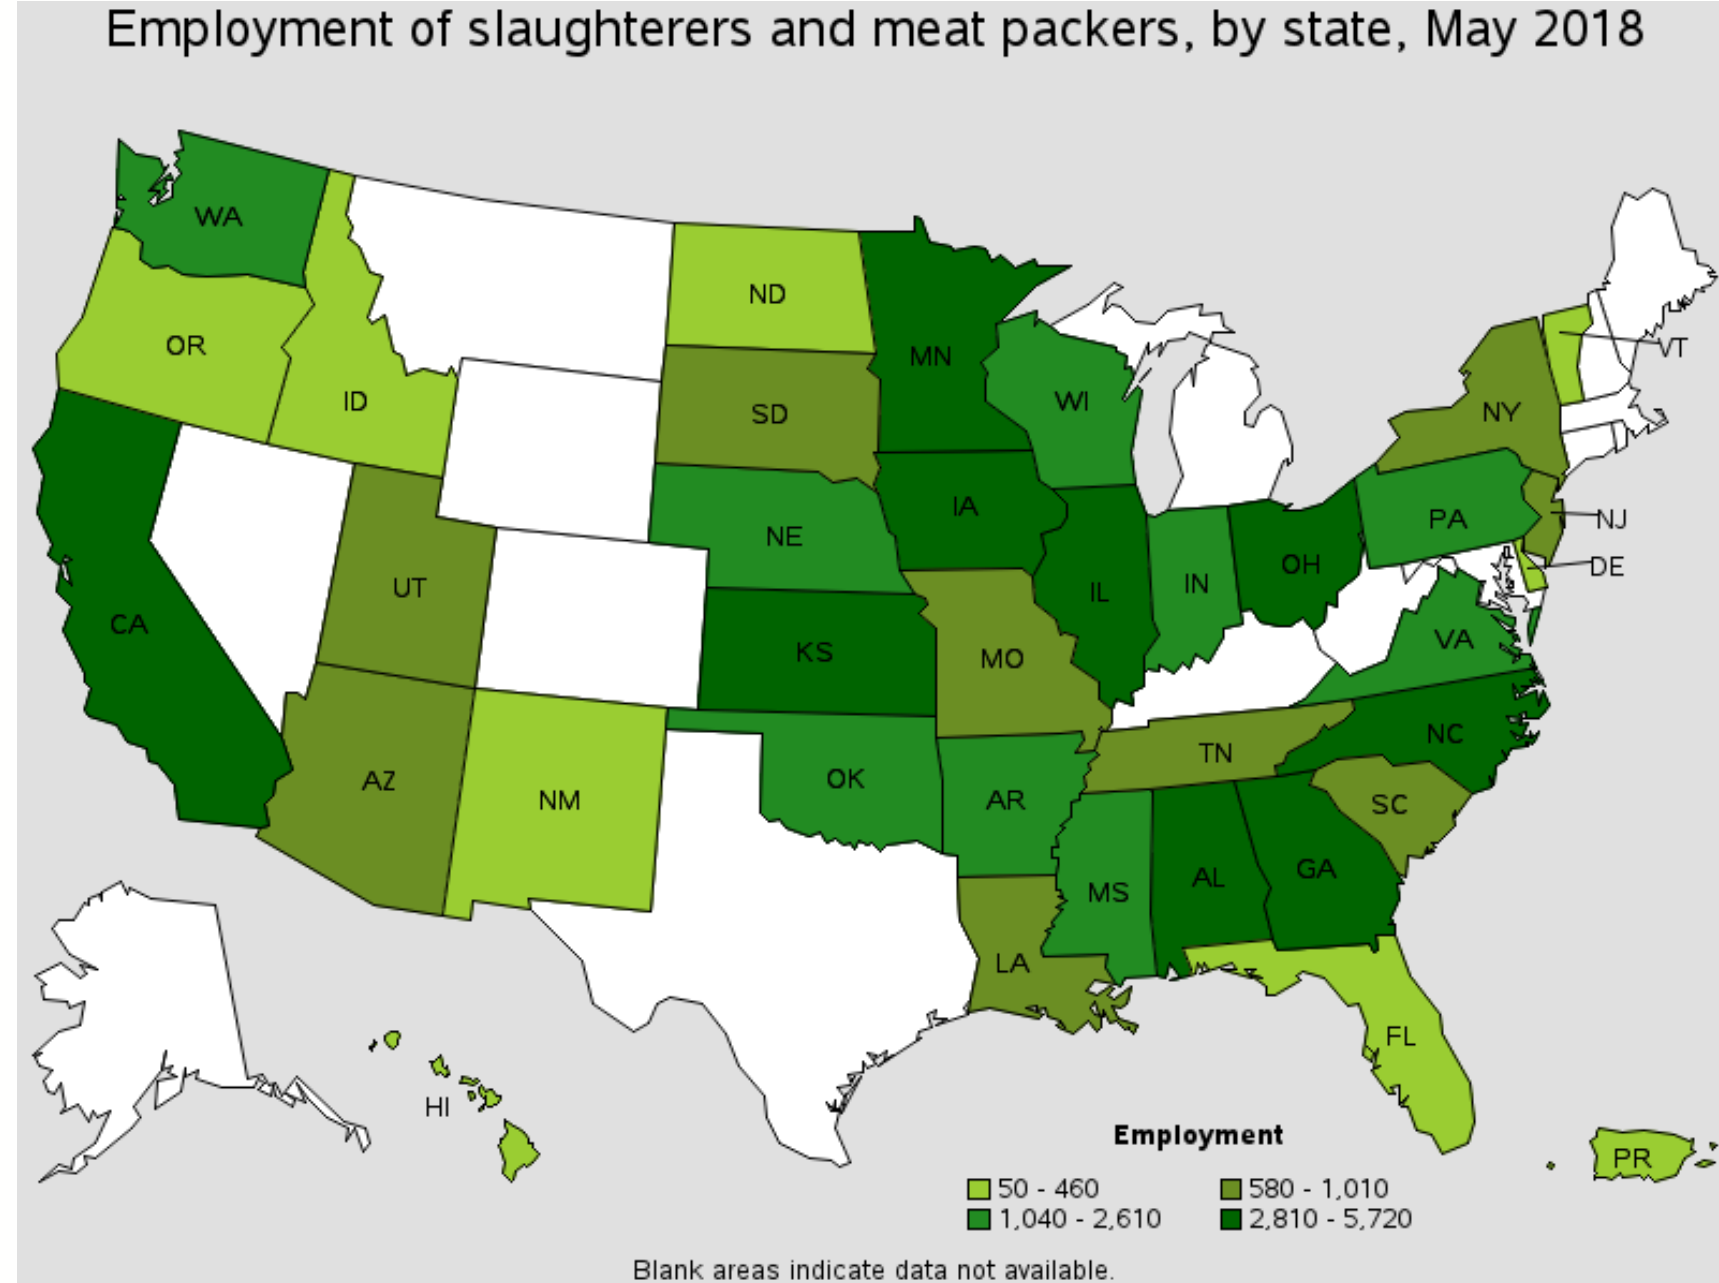 Employment of slaughterers and meat packers, by state, May 2018
WA
ND
MN
VT
OR
ID
SD
WI
NY
IA
NE
PA
NJ
OH
DE
UT
IL
IN
CA
KS
MO
VA
NC
TN
AZ
NM
OK
AR
SC
GA
AL
MS
LA
FL
HI
PR
Employment
50 - 460
580 - 1,010
1,040 - 2,610
2,810 - 5,720
Blank areas indicate data not available.